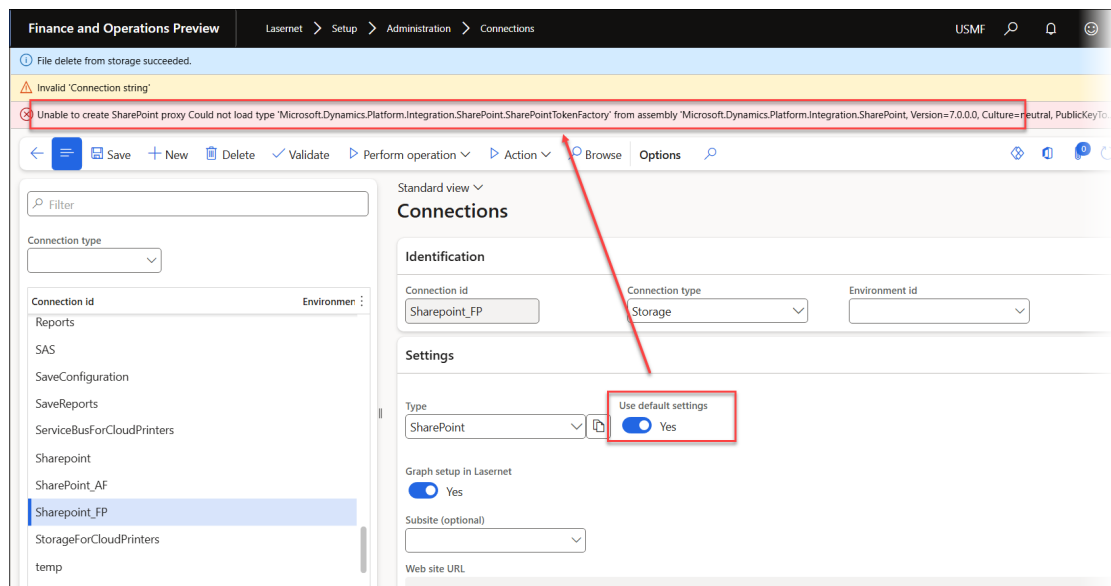 Finance and Operations Preview Lasernet > Setup > Administration > Connections USMF
File delete from storage succeeded.
Invalid 'Connection string'
Unable to create SharePoint proxy Could not load type 'Microsoft.Dynamics.Platform.Integration.SharePoint.SharePointTokenFactory' from assembly 'Microsoft.Dynamics.Platform.Integration.SharePoint, Version=7.0.0.0, Culture=neutral, PublicKeyTo...
Save New Delete Validate Perform operation Action Browse Options 0
Filter
Connection type
Connection id Environmen
Reports
SAS
SaveConfiguration
SaveReports
ServiceBusForCloudPrinters
Sharepoint
SharePoint_AF
Sharepoint_FP
StorageForCloudPrinters
temp
Standard view
Connections
Identification
Connection id Connection type Environment id
Sharepoint_FP Storage
Settings
Type Use default settings
SharePoint Yes
Graph setup in Lasernet
Yes
Subsite (optional)
Web site URL